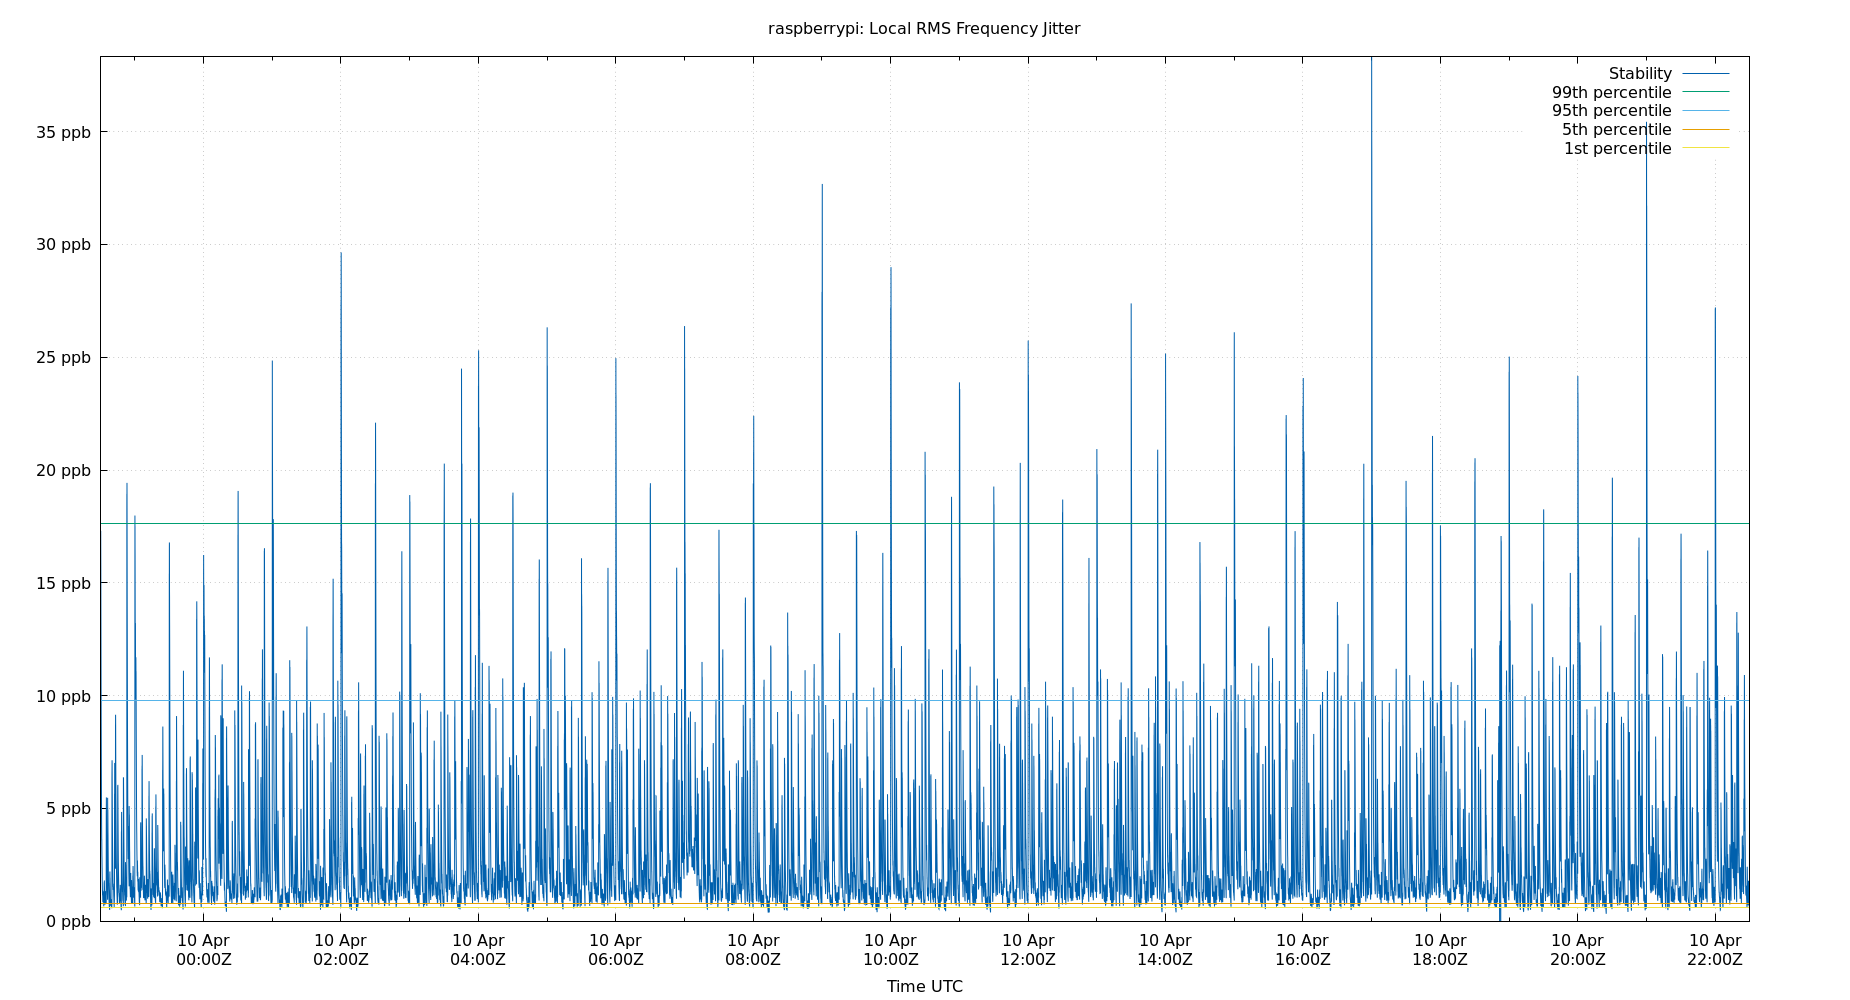 raspberrypi: Local RMS Frequency Jitter
Stability
99th percentile
95th percentile
5th percentile
1st percentile
35 ppb
30 ppb
25 ppb
20 ppb
15 ppb
10 ppb
5 ppb
0 ppb
10 Apr 10 Apr 10 Apr 10 Apr 10 Apr 10 Apr 10 Apr 10 Apr 10 Apr 10 Apr 10 Apr 10 Apr
00:00Z 02:00Z 04:00Z 06:00Z 08:00Z 10:00Z 12:00Z 14:00Z 16:00Z 18:00Z 20:00Z 22:00Z
Time UTC